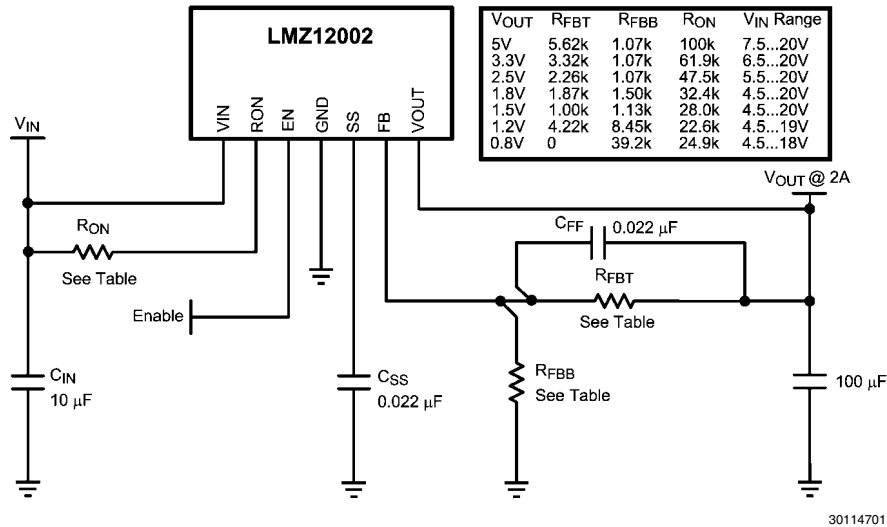 LMZ12002
VIN
RON
EN
GND
SS
FB
VOUT
VOUT RFBT RFBB RON VIN Range
5V 5.62k 1.07k 100k 7.5...20V
3.3V 3.32k 1.07k 61.9k 6.5...20V
2.5V 2.26k 1.07k 47.5k 5.5...20V
1.8V 1.87k 1.50k 32.4k 4.5...20V
1.5V 1.00k 1.13k 28.0k 4.5...20V
1.2V 4.22k 8.45k 22.6k 4.5...19V
0.8V 0 39.2k 24.9k 4.5...18V
VIN
VOUT @ 2A
RON
See Table
CFF 0.022 µF
RFBT
See Table
Enable
CIN
10 µF
CSS
0.022 µF
RFBB
See Table
100 µF
30114701